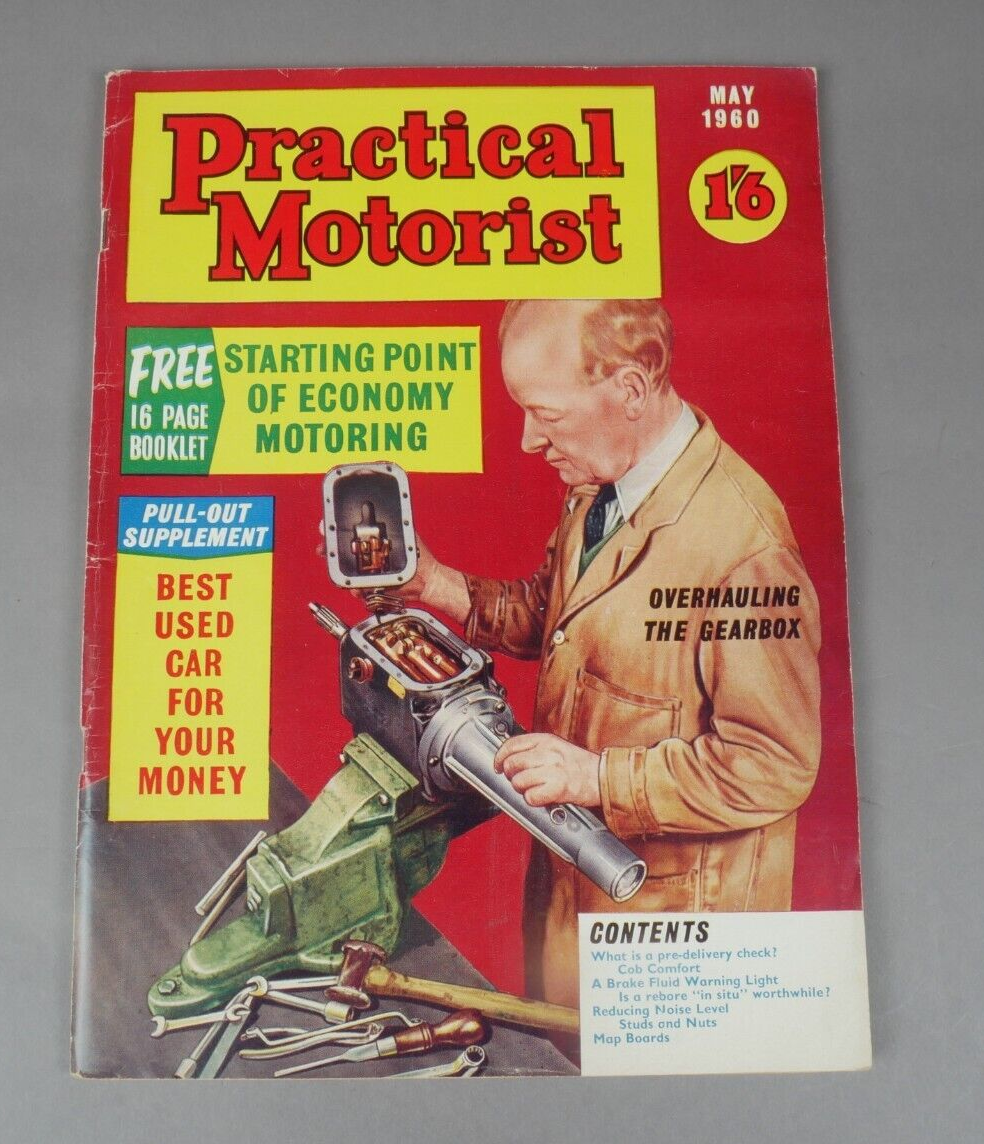 Practical
Motorist
MAY
1960
1'/6
FREE
16 PAGE
BOOKLET
STARTING POINT
OF ECONOMY
MOTORING
PULL-OUT
SUPPLEMENT
BEST
USED
CAR
FOR
YOUR
MONEY
OVERHAULING
THE GEARBOX
CONTENTS
What is a pre-delivery check?
Cob Comfort
A Brake Fluid Warning Light
Is a rebore "in situ" worthwhile?
Reducing Noise Level
Studs and Nuts
Map Boards